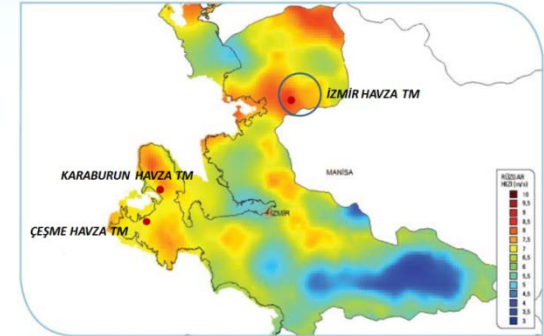 İZMİR HAVZA TM
KARABURUN HAVZA TM
MANİSA
RÜZGAR
HIZI (m/s)
10
9,5
9
8,5
8
7,5
7
6,5
6
5,5
5
4,5
4
3,5
3
İZMİR
ÇEŞME HAVZA TM